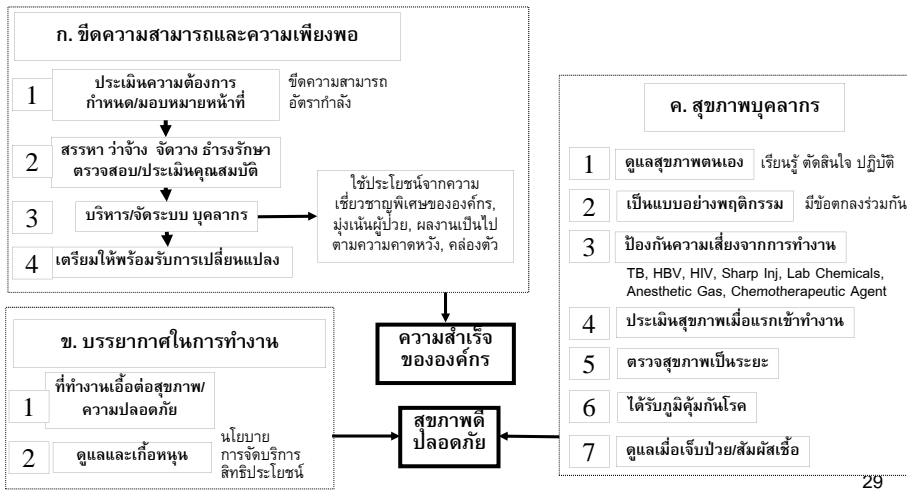 ก. ขีดความสามารถและความเพียงพอ
1
ประเมินความต้องการ
กำหนด/มอบหมายหน้าที่
ขีดความสามารถ
อัตรากำลัง
2
สรรหา ว่าจ้าง จัดวาง ธำรงรักษา
ตรวจสอบ/ประเมินคุณสมบัติ
3
บริหาร/จัดระบบ บุคลากร
ใช้ประโยชน์จากความ
เชี่ยวชาญพิเศษขององค์กร,
มุ่งเน้นผู้ป่วย, ผลงานเป็นไป
ตามความคาดหวัง, คล่องตัว
4
เตรียมให้พร้อมรับการเปลี่ยนแปลง
ข. บรรยากาศในการทำงาน
1
ที่ทำงานเอื้อต่อสุขภาพ/
ความปลอดภัย
2
ดูแลและเกื้อหนุน
นโยบาย
การจัดบริการ
สิทธิประโยชน์
ความสำเร็จ
ขององค์กร
สุขภาพดี
ปลอดภัย
ค. สุขภาพบุคลากร
1
ดูแลสุขภาพตนเอง
เรียนรู้ ตัดสินใจ ปฏิบัติ
2
เป็นแบบอย่างพฤติกรรม
มีข้อตกลงร่วมกัน
3
ป้องกันความเสี่ยงจากการทำงาน
TB, HBV, HIV, Sharp Inj, Lab Chemicals,
Anesthetic Gas, Chemotherapeutic Agent
4
ประเมินสุขภาพเมื่อแรกเข้าทำงาน
5
ตรวจสุขภาพเป็นระยะ
6
ได้รับภูมิคุ้มกันโรค
7
ดูแลเมื่อเจ็บป่วย/สัมผัสเชื้อ
29